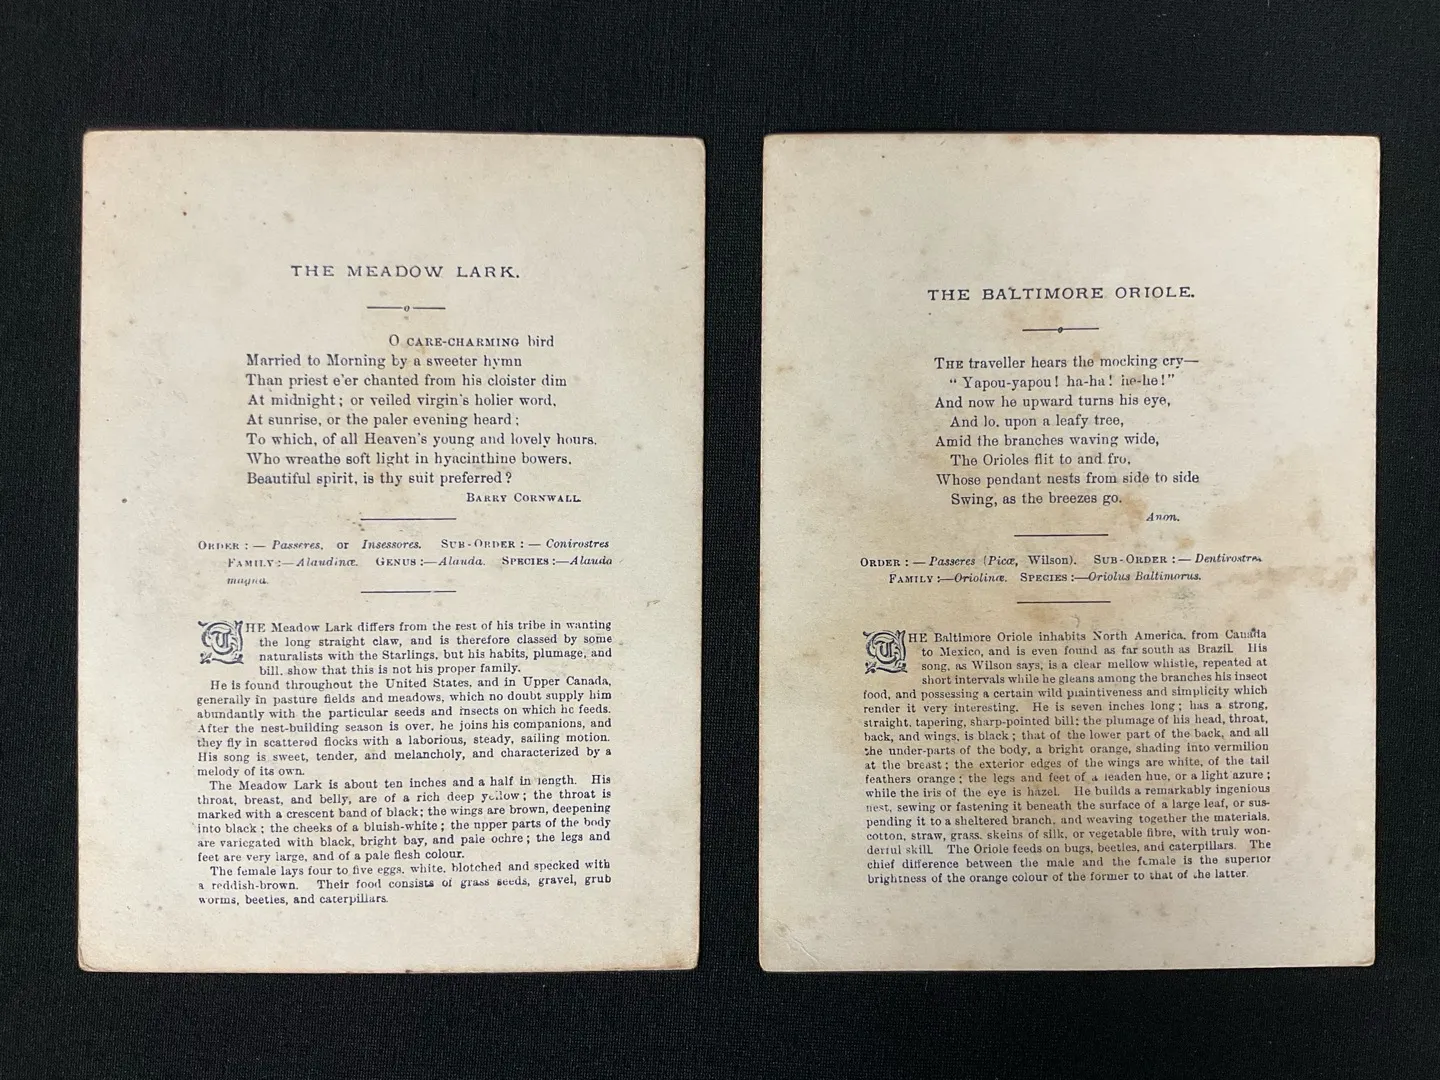 THE MEADOW LARK.
O CARE-CHARMING bird
Married to Morning by a sweeter hymn
Than priest e'er chanted from his cloister dim
At midnight; or veiled virgin's holier word,
At sunrise, or the paler evening heard;
To which, of all Heaven's young and lovely hours,
Who wreathe soft light in hyacinthine bowers,
Beautiful spirit, is thy suit preferred?
BARRY CORNWALL.
ORDER:—Passeres, or Insessores. SUB-ORDER:—Conirostres
FAMILY:—Alaudinæ. GENUS:—Alauda. SPECIES:—Alauda
magna.
THE Meadow Lark differs from the rest of his tribe in wanting
the long straight claw, and is therefore classed by some
naturalists with the Starlings, but his habits, plumage, and
bill, show that this is not his proper family.
He is found throughout the United States, and in Upper Canada,
generally in pasture fields and meadows, which no doubt supply him
abundantly with the particular seeds and insects on which he feeds.
After the nest-building season is over, he joins his companions, and
they fly in scattered flocks with a laborious, steady, sailing motion.
His song is sweet, tender, and melancholy, and characterized by a
melody of its own.
The Meadow Lark is about ten inches and a half in length. His
throat, breast, and belly, are of a rich deep yellow; the throat is
marked with a crescent band of black; the wings are brown, deepening
into black; the cheeks of a bluish-white; the upper parts of the body
are variegated with black, bright bay, and pale ochre; the legs and
feet are very large, and of a pale flesh colour.
The female lays four to five eggs, white, blotched and specked with
a reddish-brown. Their food consists of grass seeds, gravel, grub
worms, beetles, and caterpillars.
THE BALTIMORE ORIOLE.
THE traveller hears the mocking cry—
"Yapou-yapou! ha-ha! he-he!"
And now he upward turns his eye,
And lo, upon a leafy tree,
Amid the branches waving wide,
The Orioles flit to and fro,
Whose pendant nests from side to side
Swing, as the breezes go.
Anon.
ORDER:—Passeres (Picæ, Wilson). SUB-ORDER:—Dentirostres
FAMILY:—Oriolinæ. SPECIES:—Oriolus Baltimorus.
THE Baltimore Oriole inhabits North America, from Canada
to Mexico, and is even found as far south as Brazil. His
song, as Wilson says, is a clear mellow whistle, repeated at
short intervals while he gleans among the branches his insect
food, and possessing a certain wild plaintiveness and simplicity which
render it very interesting. He is seven inches long; has a strong,
straight, tapering, sharp-pointed bill; the plumage of his head, throat,
back, and wings, is black; that of the lower part of the back, and all
the under-parts of the body, a bright orange, shading into vermilion
at the breast; the exterior edges of the wings are white, of the tail
feathers orange; the legs and feet of a leaden hue, or a light azure;
while the iris of the eye is hazel. He builds a remarkably ingenious
nest, sewing or fastening it beneath the surface of a large leaf, or sus-
pending it to a sheltered branch, and weaving together the materials,
cotton, straw, grass, skeins of silk, or vegetable fibre, with truly won-
derful skill. The Oriole feeds on bugs, beetles, and caterpillars. The
chief difference between the male and the female is the superior
brightness of the orange colour of the former to that of the latter.